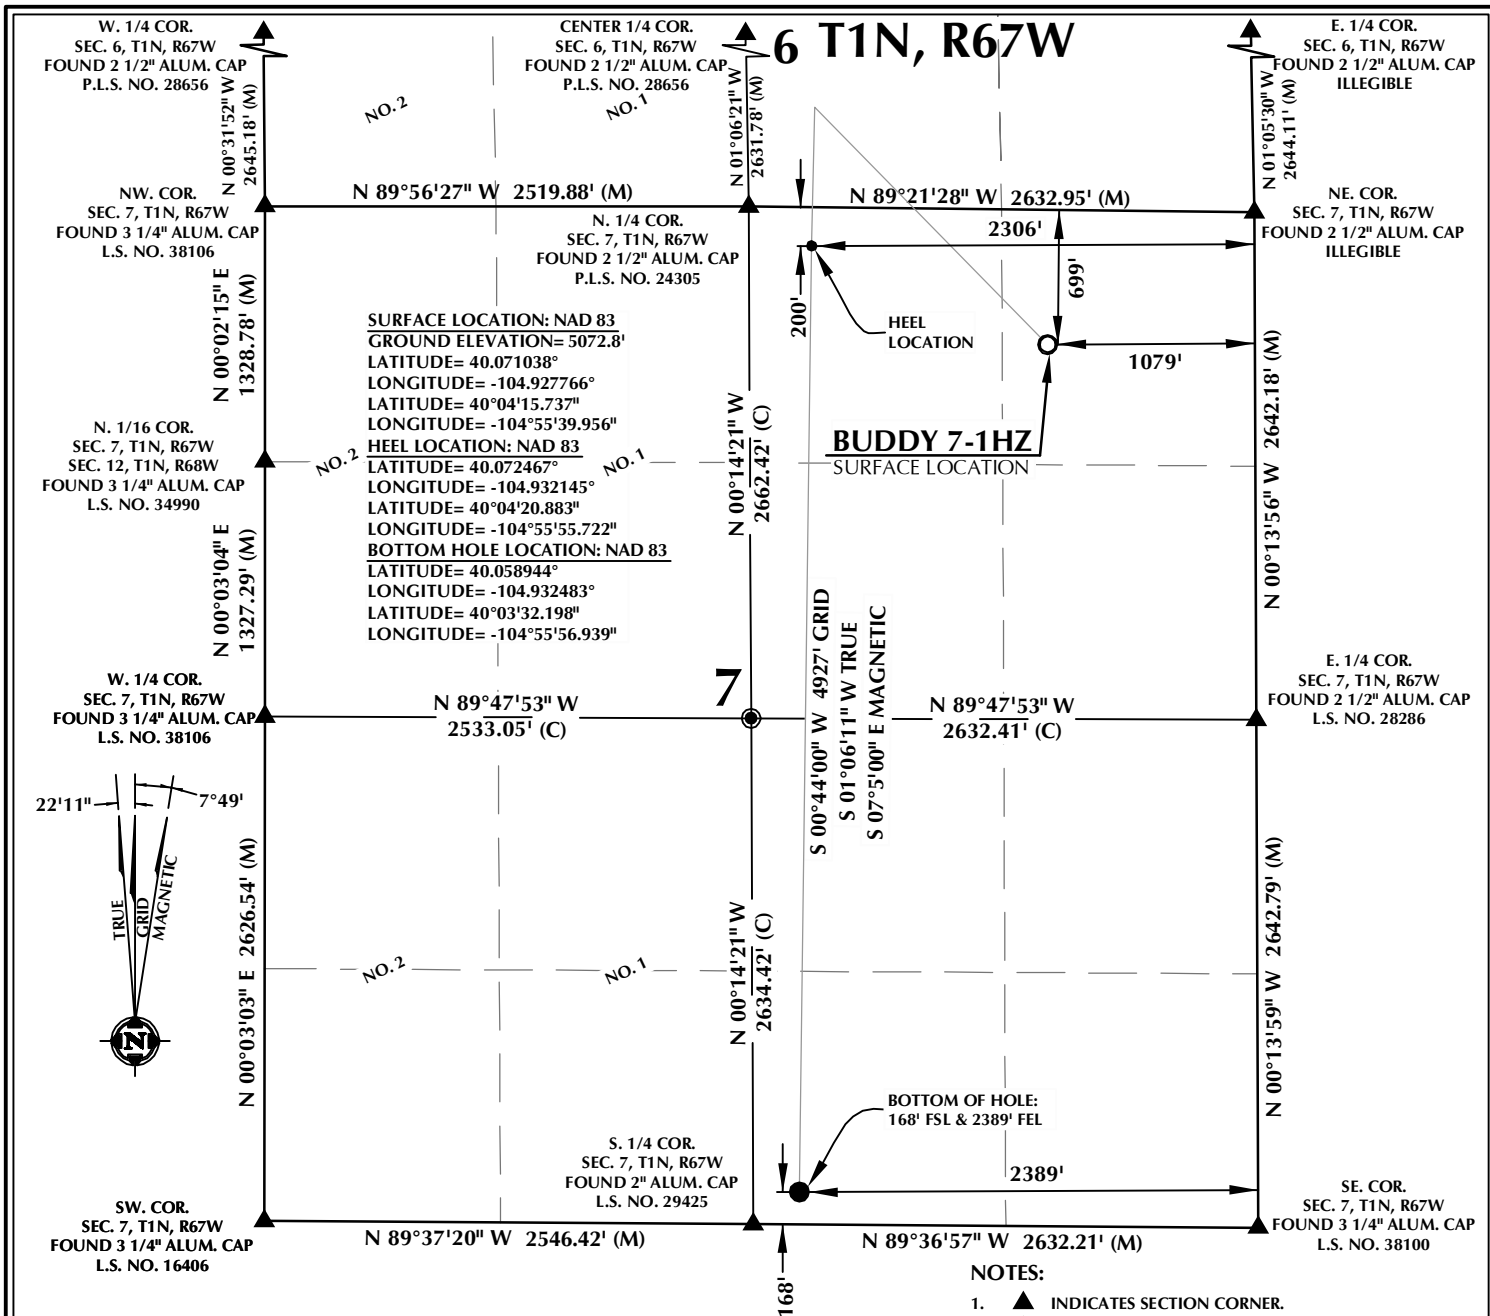 6 T1N, R67W
W. 1/4 COR.
SEC. 6, T1N, R67W
FOUND 2 1/2" ALUM. CAP
P.L.S. NO. 28656
CENTER 1/4 COR.
SEC. 6, T1N, R67W
FOUND 2 1/2" ALUM. CAP
P.L.S. NO. 28656
E. 1/4 COR.
SEC. 6, T1N, R67W
FOUND 2 1/2" ALUM. CAP
ILLEGIBLE
N 00°31'52" W
2645.18' (M)
NO. 2
NO. 1
N 01°06'21" W
2631.78' (M)
N 01°05'30" W
2644.11' (M)
NW. COR.
SEC. 7, T1N, R67W
FOUND 3 1/4" ALUM. CAP
L.S. NO. 38106
N 89°56'27" W 2519.88' (M)
N. 1/4 COR.
SEC. 7, T1N, R67W
FOUND 2 1/2" ALUM. CAP
P.L.S. NO. 24305
N 89°21'28" W 2632.95' (M)
2306'
NE. COR.
SEC. 7, T1N, R67W
FOUND 2 1/2" ALUM. CAP
ILLEGIBLE
200'
699'
HEEL
LOCATION
1079'
N 00°02'15" E
1328.78' (M)
SURFACE LOCATION: NAD 83
GROUND ELEVATION= 5072.8'
LATITUDE= 40.071038°
LONGITUDE= -104.927766°
LATITUDE= 40°04'15.737"
LONGITUDE= -104°55'39.956"
HEEL LOCATION: NAD 83
LATITUDE= 40.072467°
LONGITUDE= -104.932145°
LATITUDE= 40°04'20.883"
LONGITUDE= -104°55'55.722"
BOTTOM HOLE LOCATION: NAD 83
LATITUDE= 40.058944°
LONGITUDE= -104.932483°
LATITUDE= 40°03'32.198"
LONGITUDE= -104°55'56.939"
N 00°14'21" W
2662.42' (C)
BUDDY 7-1HZ
SURFACE LOCATION
N 00°13'56" W 2642.18' (M)
N. 1/16 COR.
SEC. 7, T1N, R67W
SEC. 12, T1N, R68W
FOUND 3 1/4" ALUM. CAP
L.S. NO. 34990
NO. 2
NO. 1
N 00°03'04" E
1327.29' (M)
S 00°44'00" W 4927' GRID
S 01°06'11" W TRUE
S 07°5'00" E MAGNETIC
W. 1/4 COR.
SEC. 7, T1N, R67W
FOUND 3 1/4" ALUM. CAP
L.S. NO. 38106
N 89°47'53" W
2533.05' (C)
7
N 89°47'53" W
2632.41' (C)
E. 1/4 COR.
SEC. 7, T1N, R67W
FOUND 2 1/2" ALUM. CAP
L.S. NO. 28286
22'11"
7°49'
TRUE
GRID
MAGNETIC
N
N 00°03'03" E 2626.54' (M)
NO. 2
NO. 1
N 00°14'21" W
2634.42' (C)
N 00°13'59" W 2642.79' (M)
BOTTOM OF HOLE:
168' FSL & 2389' FEL
S. 1/4 COR.
SEC. 7, T1N, R67W
FOUND 2" ALUM. CAP
L.S. NO. 29425
2389'
SW. COR.
SEC. 7, T1N, R67W
FOUND 3 1/4" ALUM. CAP
L.S. NO. 16406
N 89°37'20" W 2546.42' (M)
168'
N 89°36'57" W 2632.21' (M)
SE. COR.
SEC. 7, T1N, R67W
FOUND 3 1/4" ALUM. CAP
L.S. NO. 38100
NOTES:
1. ▲ INDICATES SECTION CORNER.